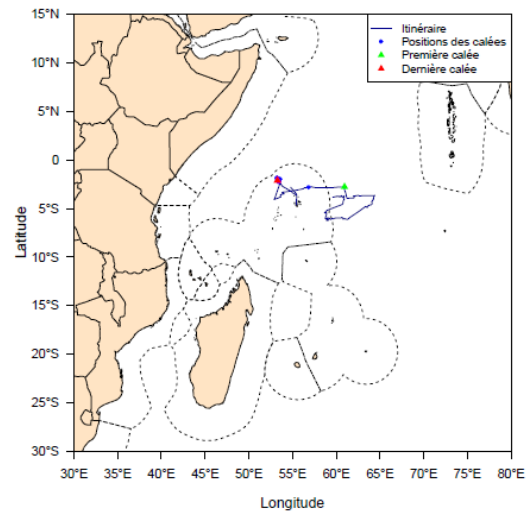 15°N
10°N
5°N
0
5°S
10°S
15°S
20°S
25°S
30°S
Latitude
Itinéraire
Positions des calées
Première calée
Dernière calée
30°E 35°E 40°E 45°E 50°E 55°E 60°E 65°E 70°E 75°E 80°E
Longitude